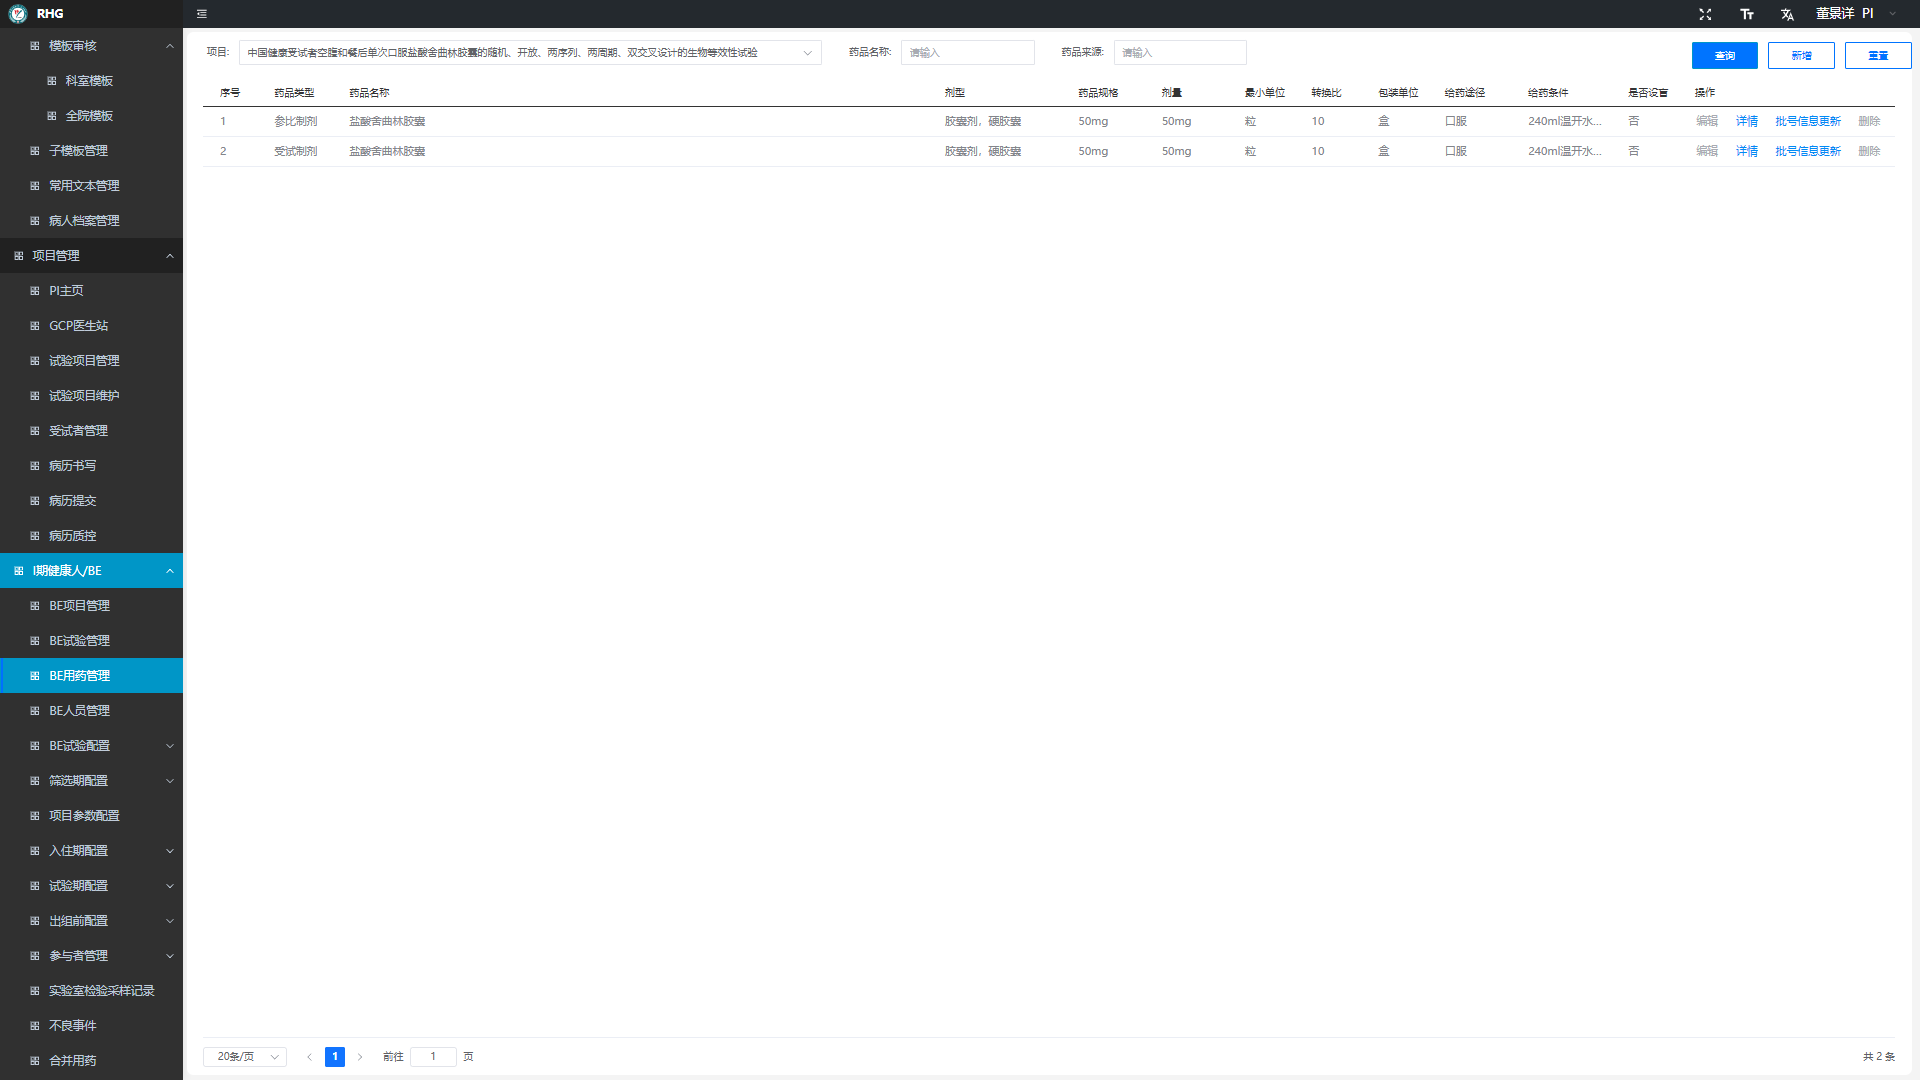 RHG
董景洋 PI
模板审核
科室模板
全院模板
子模板管理
常用文本管理
病人档案管理
项目管理
PI主页
GCP医生站
试验项目管理
试验项目维护
受试者管理
病历书写
病历提交
病历质控
I期健康人/BE
BE项目管理
BE试验管理
BE用药管理
BE人员管理
BE试验配置
筛选期配置
项目参数配置
入住期配置
试验期配置
出组前配置
参与者管理
实验室检验采样记录
不良事件
合并用药
项目: 中国健康受试者空腹和餐后单次口服盐酸舍曲林胶囊的随机、开放、两序列、两周期、双交叉设计的生物等效性试验 药品名称: 请输入 药品来源: 请输入 查询 新增 重置
序号 药品类型 药品名称 剂型 药品规格 剂量 最小单位 转换比 包装单位 给药途径 给药条件 是否设盲 操作
1 参比制剂 盐酸舍曲林胶囊 胶囊剂，硬胶囊 50mg 50mg 粒 10 盒 口服 240ml温开水... 否 编辑 详情 批号信息更新 删除
2 受试制剂 盐酸舍曲林胶囊 胶囊剂，硬胶囊 50mg 50mg 粒 10 盒 口服 240ml温开水... 否 编辑 详情 批号信息更新 删除
20条/页 1 前往 1 页 共 2 条